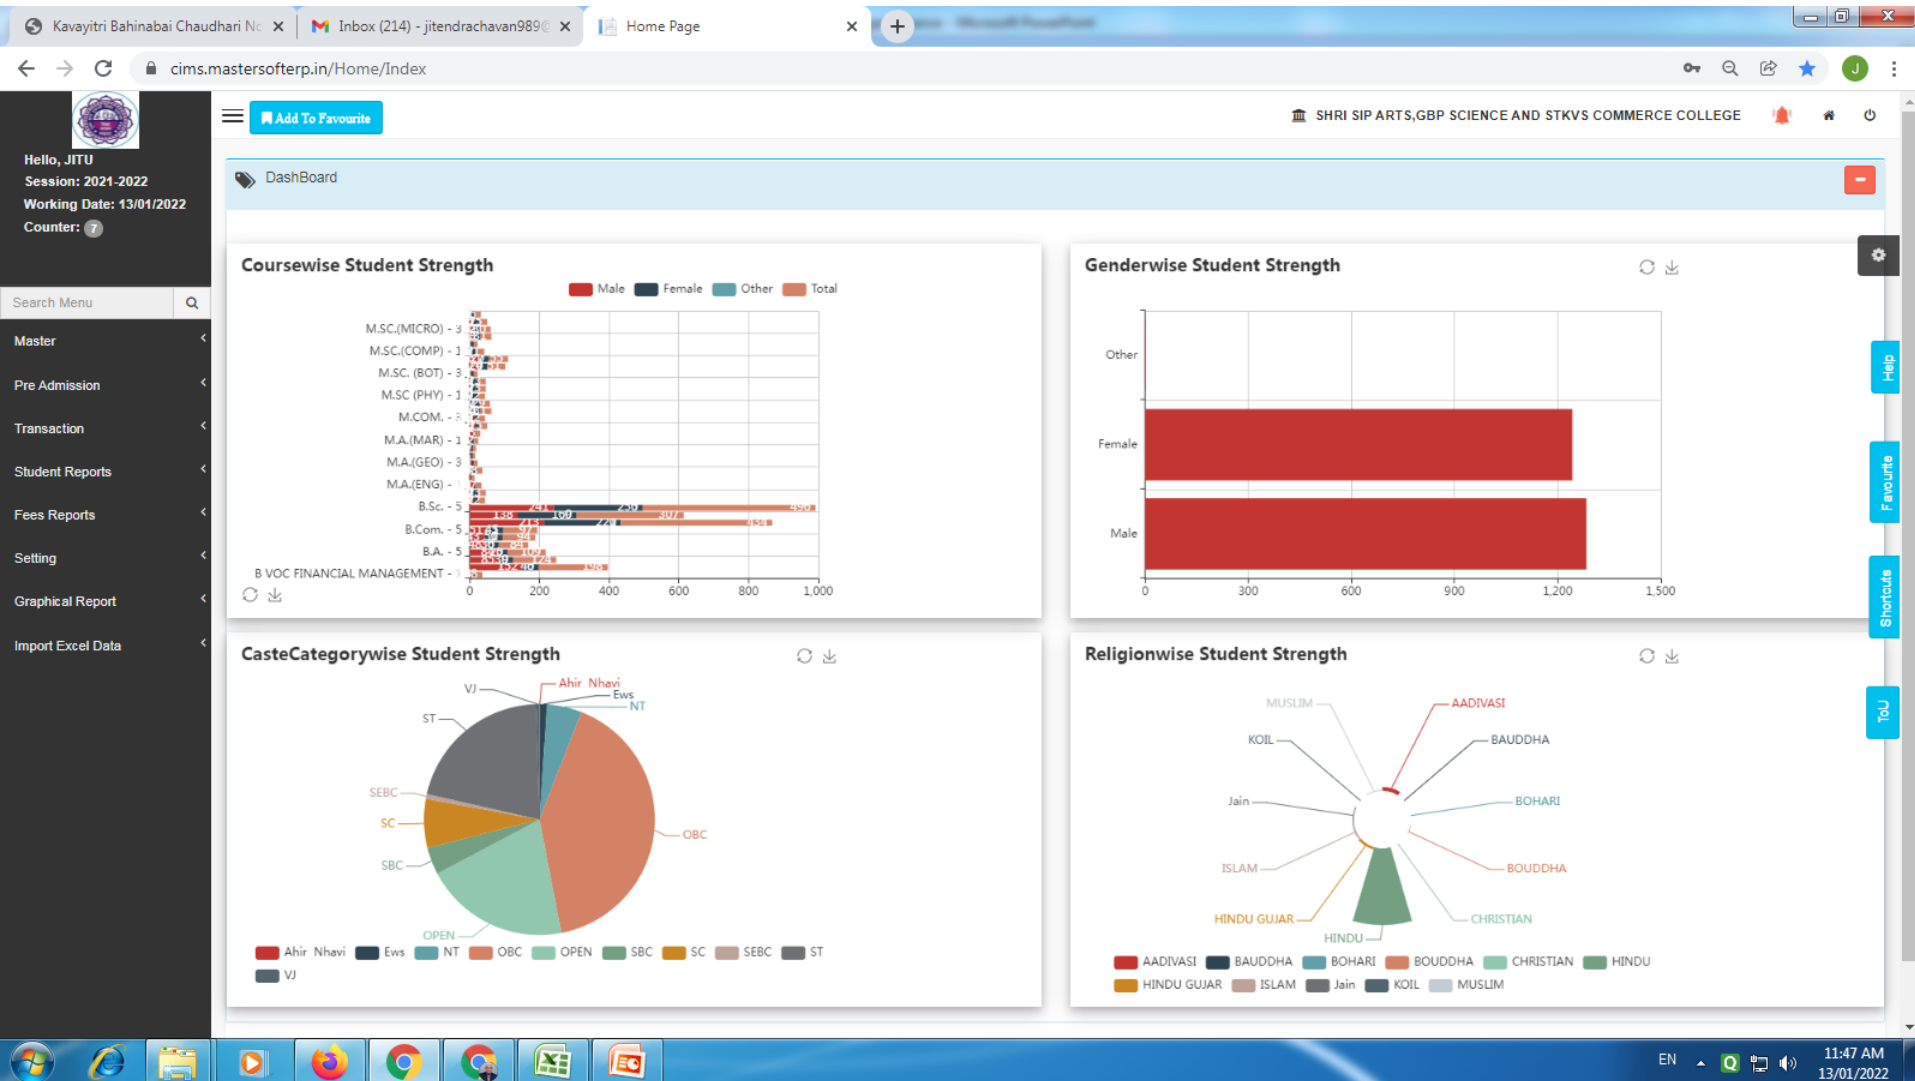 Kavayitri Bahinabai Chaudhari No
Inbox (214) - jitendrachavan989@
Home Page
cims.mastersofterp.in/Home/Index
J
Hello, JITU
Session: 2021-2022
Working Date: 13/01/2022
Counter: 7
Search Menu
Master
Pre Admission
Transaction
Student Reports
Fees Reports
Setting
Graphical Report
Import Excel Data
Add To Favourite
SHRI SIP ARTS,GBP SCIENCE AND STKVS COMMERCE COLLEGE
DashBoard
Coursewise Student Strength
Male Female Other Total
M.SC.(MICRO) - 3
M.SC.(COMP) - 1
M.SC. (BOT) - 3
M.SC (PHY) - 1
M.COM. - 3
M.A.(MAR) - 1
M.A.(GEO) - 3
M.A.(ENG) -
B.Sc. - 5
241 496
138 169 307
213 434
B.Com. - 5
B.A. - 5
B VOC FINANCIAL MANAGEMENT -
0 200 400 600 800 1,000
Genderwise Student Strength
Other
Female
Male
0 300 600 900 1,200 1,500
Help
Favourite
Shortcuts
ToU
CasteCategorywise Student Strength
Ahir Nhavi
VJ
Ews
NT
ST
SEBC
SC
OBC
SBC
OPEN
Ahir Nhavi Ews NT OBC OPEN SBC SC SEBC ST
VJ
Religionwise Student Strength
MUSLIM AADIVASI
KOIL BAUDDHA
Jain BOHARI
ISLAM BOUDDHA
HINDU GUJAR CHRISTIAN
HINDU
AADIVASI BAUDDHA BOHARI BOUDDHA CHRISTIAN HINDU
HINDU GUJAR ISLAM Jain KOIL MUSLIM
EN
11:47 AM
13/01/2022